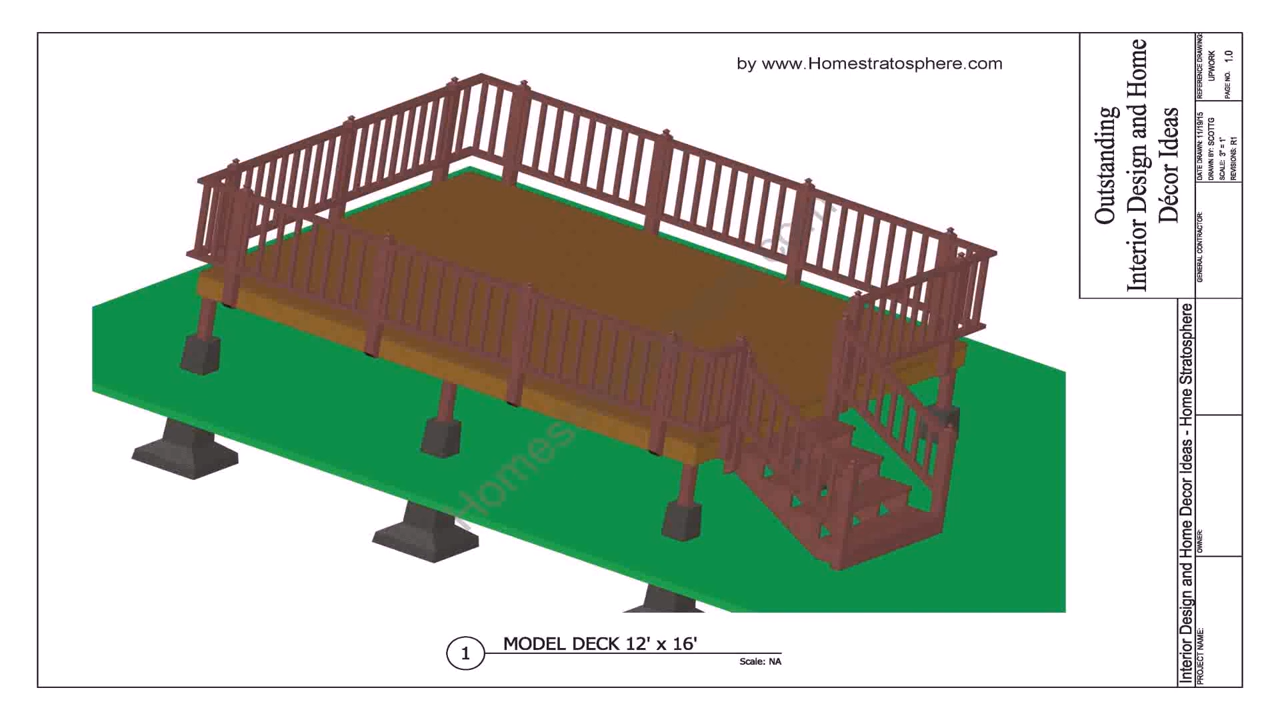 by www.Homestratosphere.com
Outstanding
Interior Design and Home
Décor Ideas
REFERENCE DRAWING:
UPWORK
PAGE NO. 1.0
DATE DRAWN: 11/19/15
DRAWN BY: SCOTTG
SCALE: 3" = 1'
REVISIONS: R1
GENERAL CONTRACTOR:
Interior Design and Home Decor Ideas - Home Stratosphere
OWNER:
PROJECT NAME:
Homes
.com
1
MODEL DECK 12' x 16'
Scale: NA